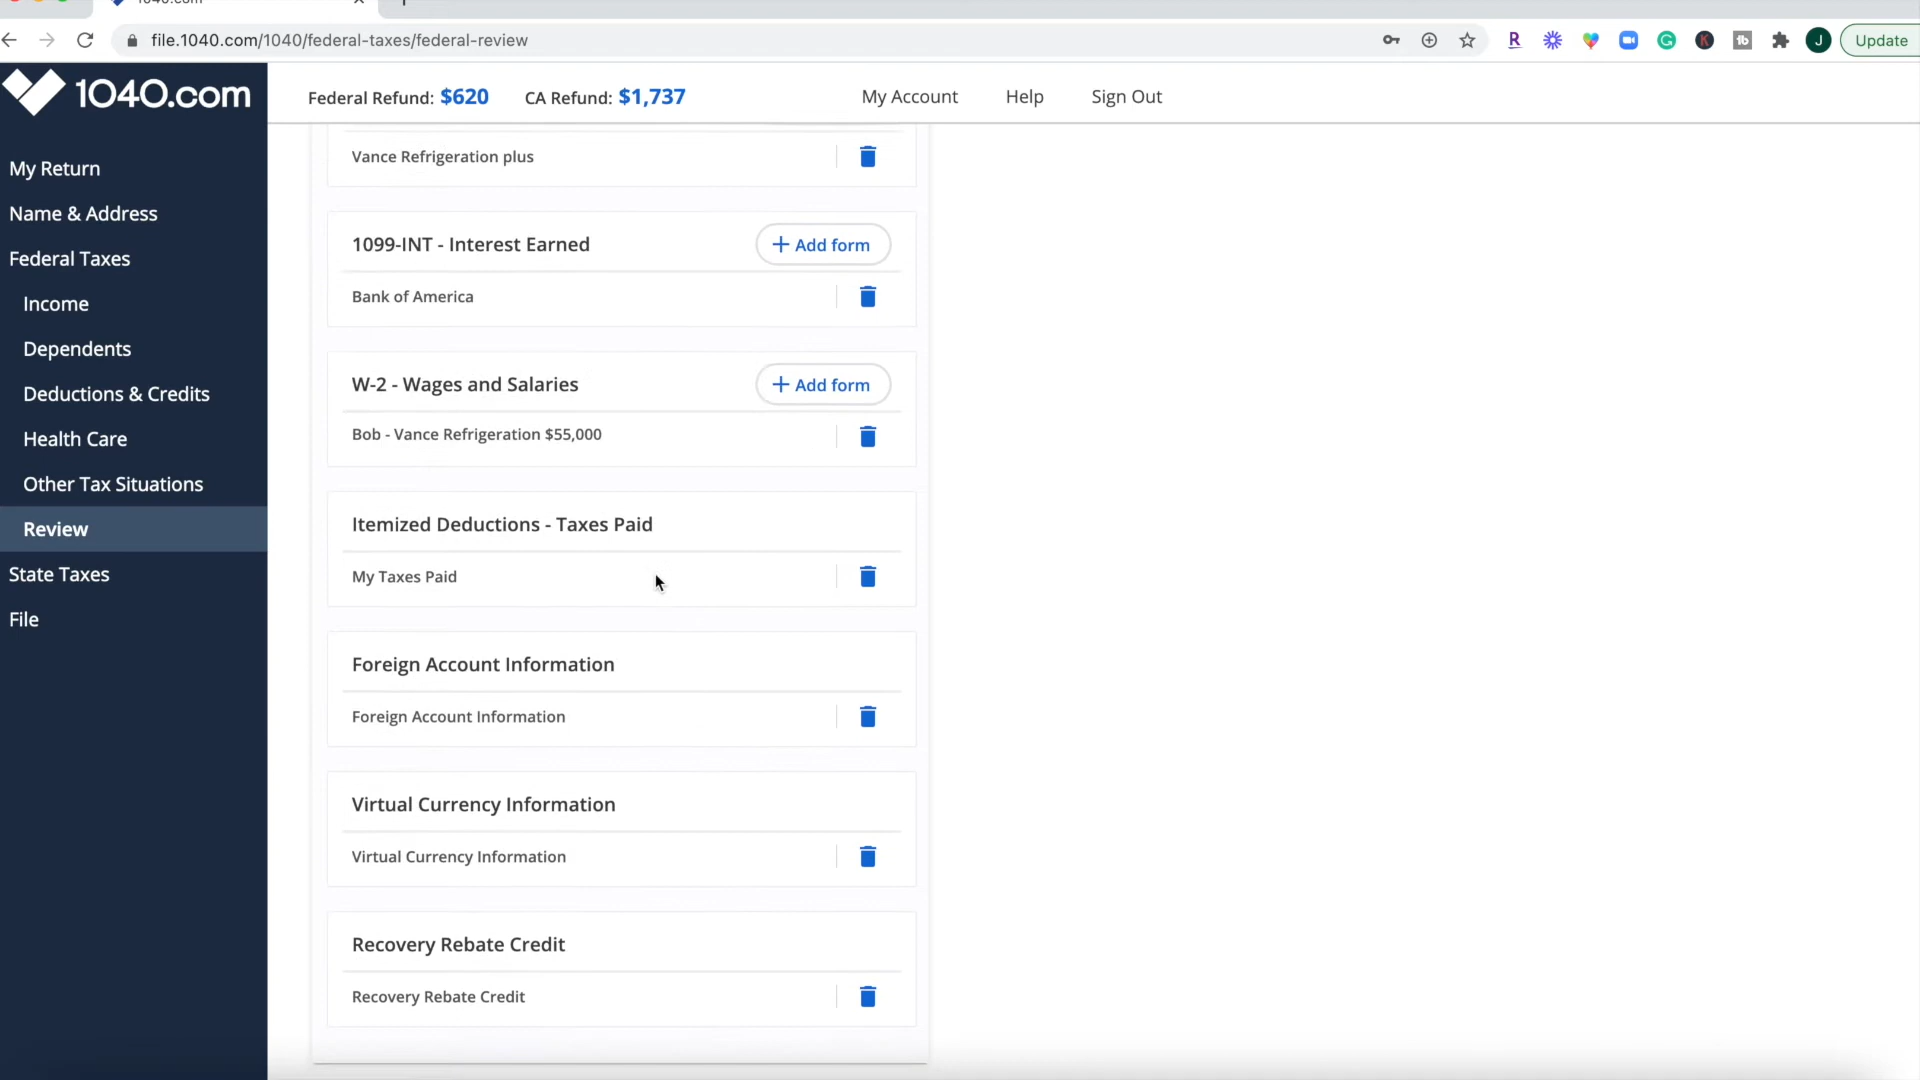 1040.com
file.1040.com/1040/federal-taxes/federal-review
R
G
K
tb
J
Update
1040.com
Federal Refund: $620
CA Refund: $1,737
My Account
Help
Sign Out
My Return
Name & Address
Federal Taxes
Income
Dependents
Deductions & Credits
Health Care
Other Tax Situations
Review
State Taxes
File
Vance Refrigeration plus
1099-INT - Interest Earned
+ Add form
Bank of America
W-2 - Wages and Salaries
+ Add form
Bob - Vance Refrigeration $55,000
Itemized Deductions - Taxes Paid
My Taxes Paid
Foreign Account Information
Foreign Account Information
Virtual Currency Information
Virtual Currency Information
Recovery Rebate Credit
Recovery Rebate Credit